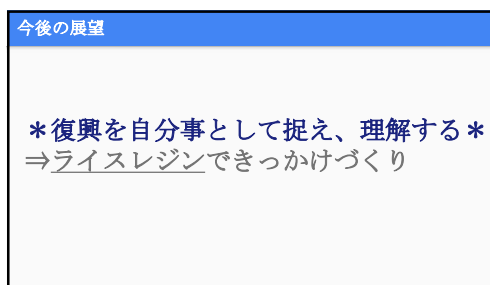 今後の展望
＊復興を自分事として捉え、理解する＊
⇒ライスレジンできっかけづくり